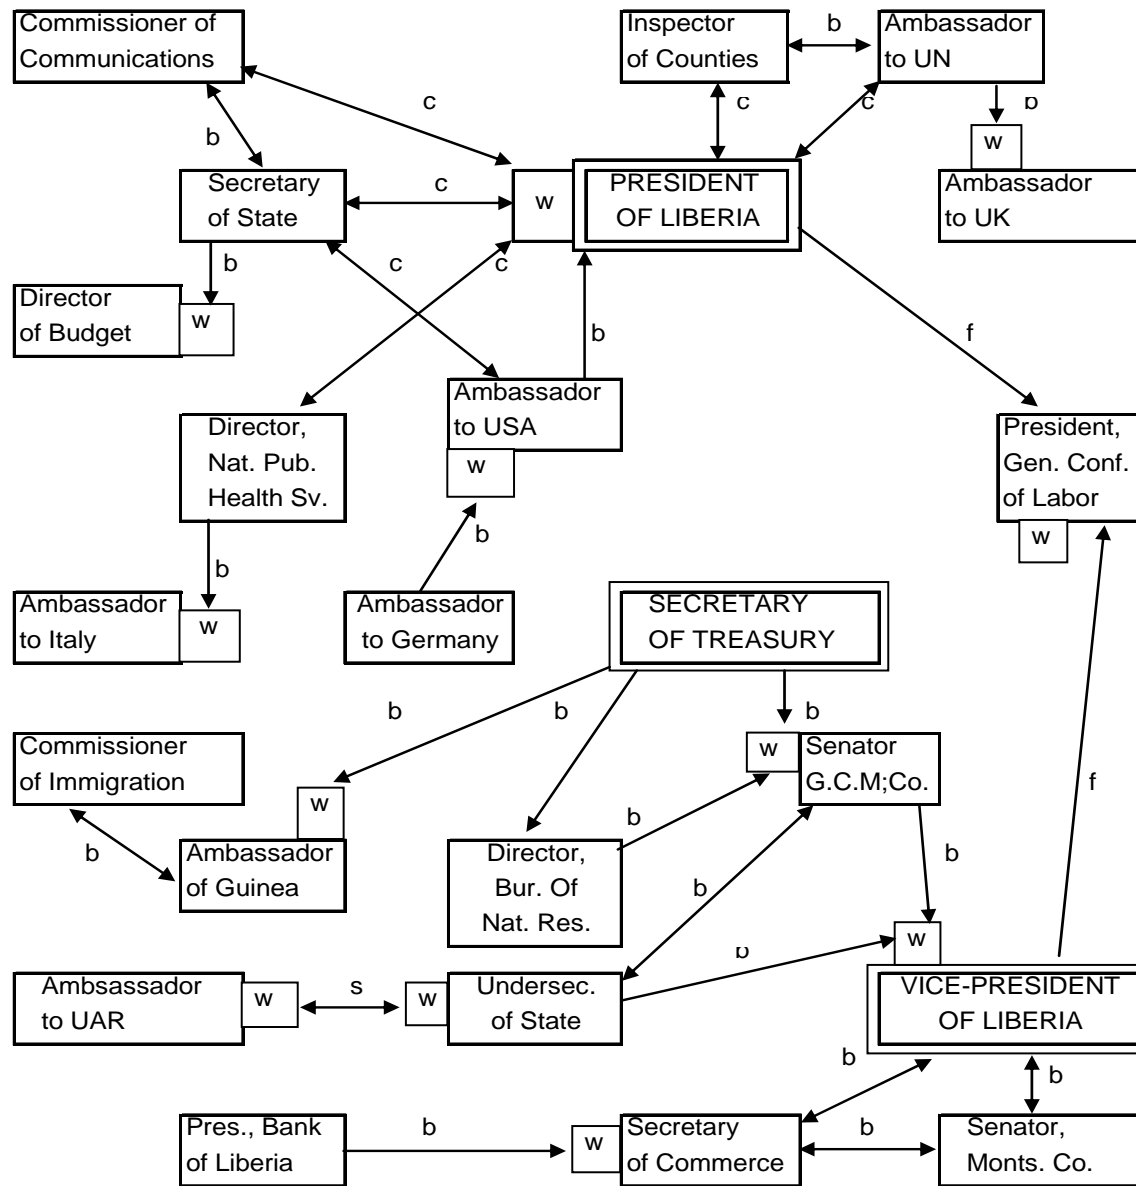 Commissioner of
Communications
Inspector
of Counties
b
Ambassador
to UN
c
c
c
b
b
w
Secretary
of State
c
w
PRESIDENT
OF LIBERIA
Ambassador
to UK
b
c
c
Director
of Budget
w
b
f
Ambassador
to USA
w
Director,
Nat. Pub.
Health Sv.
President,
Gen. Conf.
of Labor
w
b
b
Ambassador
to Italy
w
Ambassador
to Germany
SECRETARY
OF TREASURY
b
b
b
Commissioner
of Immigration
w
Senator
G.C.M;Co.
w
f
b
b
Ambassador
of Guinea
Director,
Bur. Of
Nat. Res.
b
b
b
w
Ambsassador
to UAR
w
s
w
Undersec.
of State
VICE-PRESIDENT
OF LIBERIA
b
b
Pres., Bank
of Liberia
b
w
Secretary
of Commerce
b
Senator,
Monts. Co.